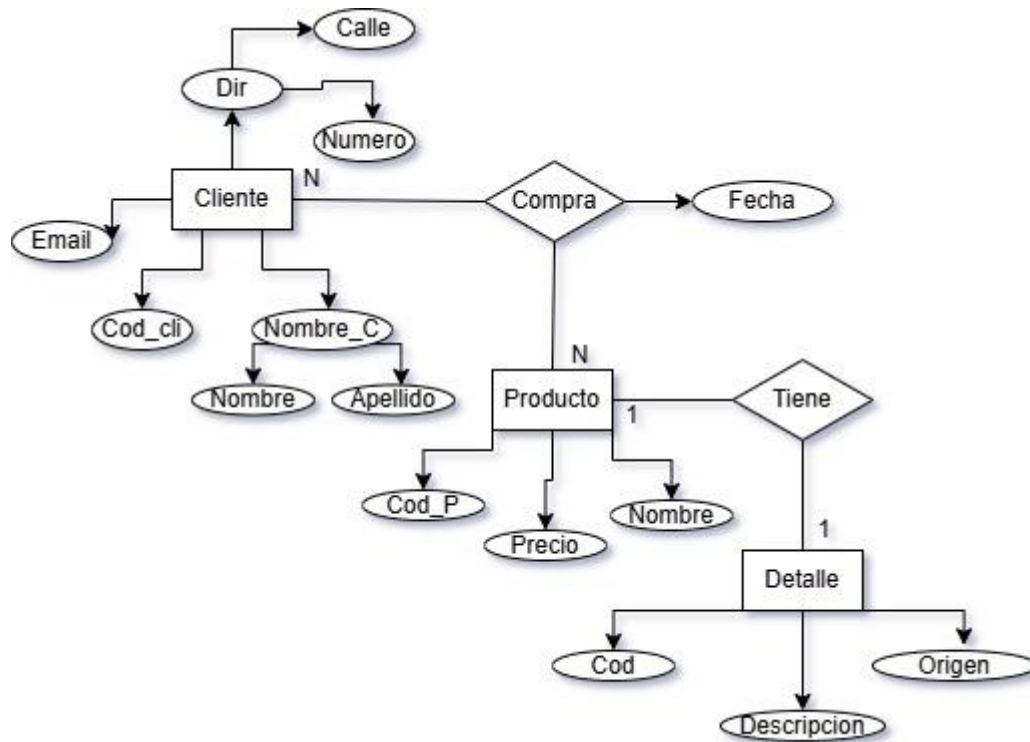 Calle
Dir
Numero
N
Cliente
Compra
Fecha
Email
Cod_cli
Nombre_C
Nombre
Apellido
N
Producto
1
Tiene
Cod_P
Precio
Nombre
1
Detalle
Cod
Origen
Descripcion